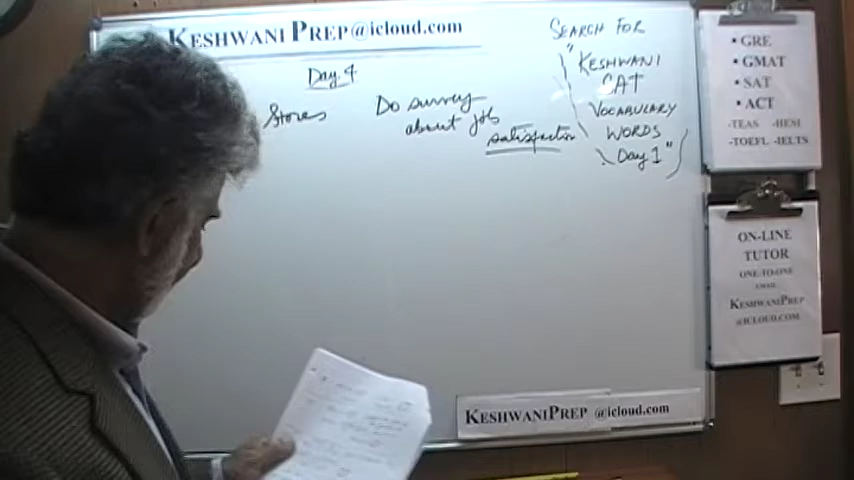 KESHWANI PREP@icloud.com
Day 4
Stores
Do survey
about job
satisfaction
SEARCH FOR
"KESHWANI
VOCABULARY
WORDS
Day 1"
• GRE
• GMAT
• SAT
• ACT
-TEAS -HESI
-TOEFL -IELTS
ON-LINE
TUTOR
ONE-TO-ONE
EMAIL
KESHWANIPREP
@ICLOUD.COM
KESHWANIPREP @icloud.com